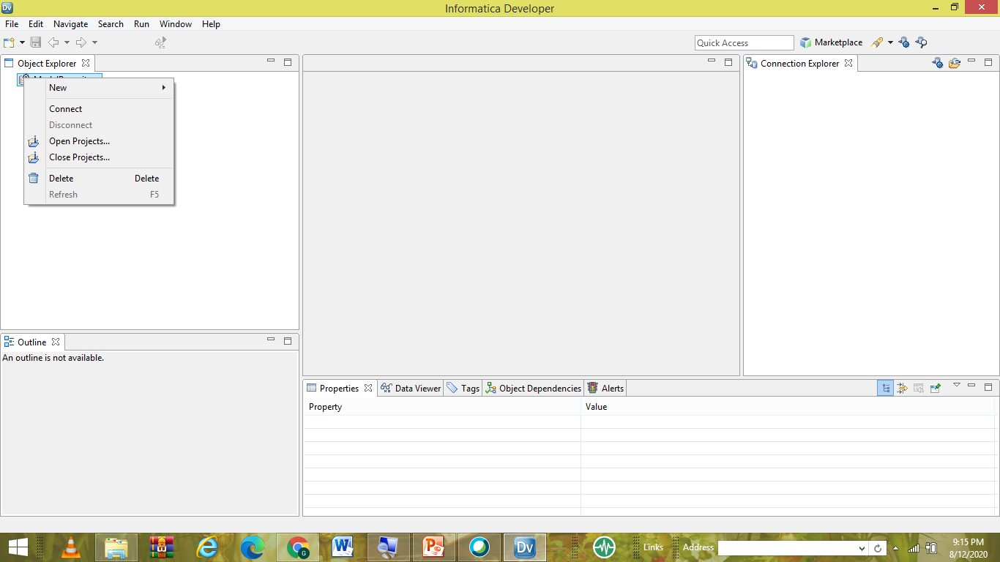 Informatica Developer
File Edit Navigate Search Run Window Help
Quick Access
Marketplace
Object Explorer
New
Connect
Disconnect
Open Projects...
Close Projects...
Delete Delete
Refresh F5
Connection Explorer
Outline
An outline is not available.
Properties Data Viewer Tags Object Dependencies Alerts
Property Value
Links
Address
9:15 PM
8/12/2020